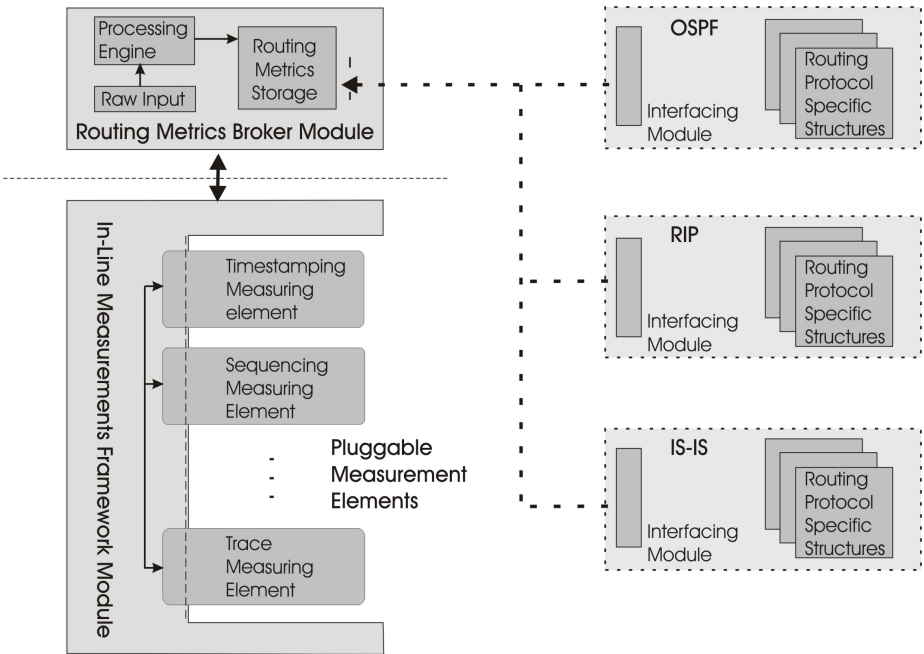 Processing
Engine
Raw Input
Routing
Metrics
Storage
Routing Metrics Broker Module
In-Line Measurements Framework Module
Timestamping
Measuring
element
Sequencing
Measuring
Element
Pluggable
Measurement
Elements
Trace
Measuring
Element
OSPF
Interfacing
Module
Routing
Protocol
Specific
Structures
RIP
Interfacing
Module
Routing
Protocol
Specific
Structures
IS-IS
Interfacing
Module
Routing
Protocol
Specific
Structures